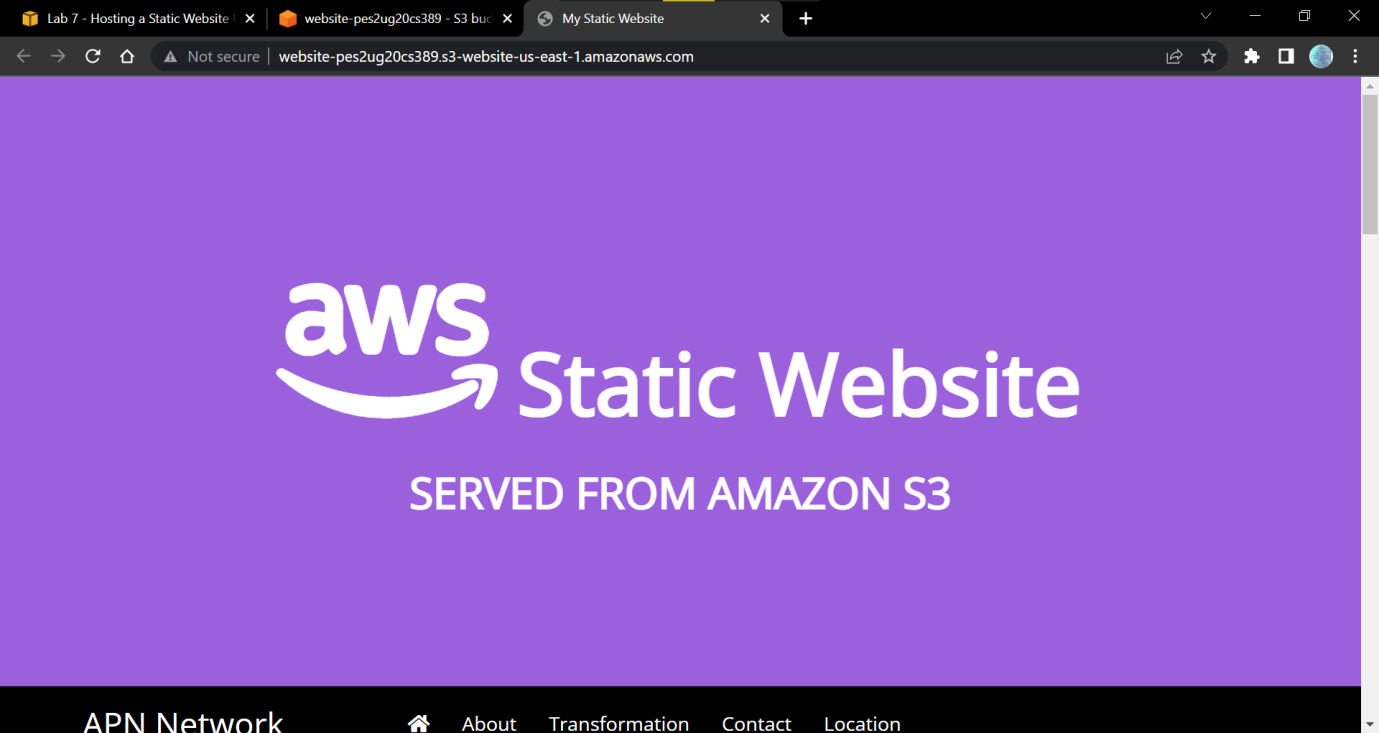 Lab 7 - Hosting a Static Website
website-pes2ug20cs389 - S3 buc
My Static Website
Not secure
website-pes2ug20cs389.s3-website-us-east-1.amazonaws.com
aws
Static Website
SERVED FROM AMAZON S3
APN Network
About Transformation Contact Location